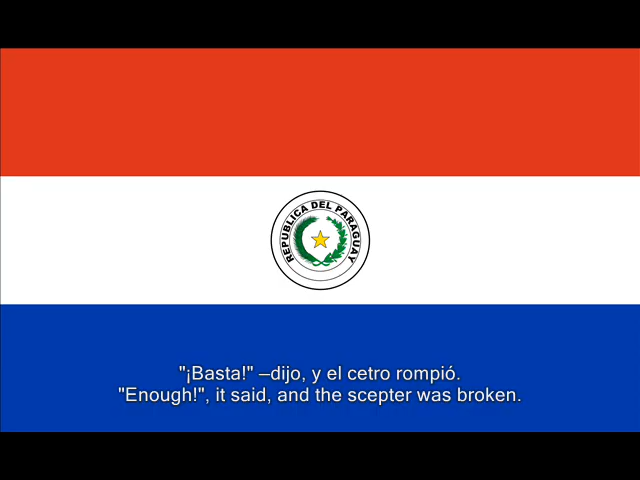 REPUBLICA DEL PARAGUAY
"¡Basta!" –dijo, y el cetro rompió.
"Enough!", it said, and the scepter was broken.